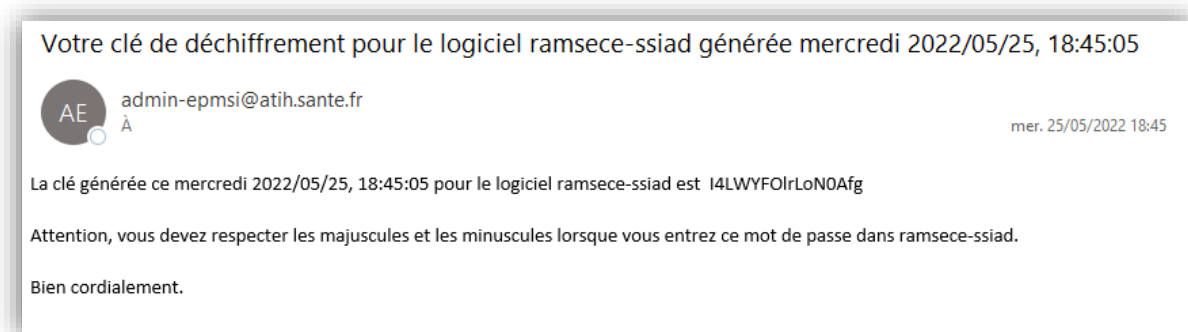 Votre clé de déchiffrement pour le logiciel ramsece-ssiad générée mercredi 2022/05/25, 18:45:05
AE
admin-epmsi@atih.sante.fr
À
mer. 25/05/2022 18:45
La clé générée ce mercredi 2022/05/25, 18:45:05 pour le logiciel ramsece-ssiad est I4LWYFOlrLoN0Afg
Attention, vous devez respecter les majuscules et les minuscules lorsque vous entrez ce mot de passe dans ramsece-ssiad.
Bien cordialement.